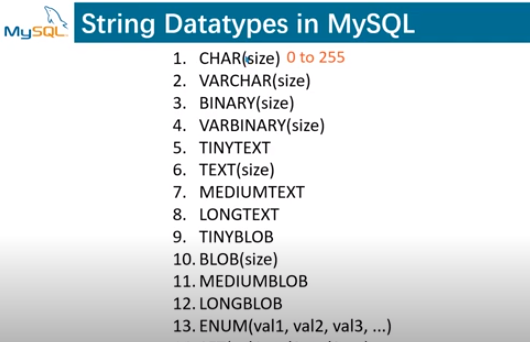 MySQL
String Datatypes in MySQL
1. CHAR(size) 0 to 255
2. VARCHAR(size)
3. BINARY(size)
4. VARBINARY(size)
5. TINYTEXT
6. TEXT(size)
7. MEDIUMTEXT
8. LONGTEXT
9. TINYBLOB
10. BLOB(size)
11. MEDIUMBLOB
12. LONGBLOB
13. ENUM(val1, val2, val3, ...)